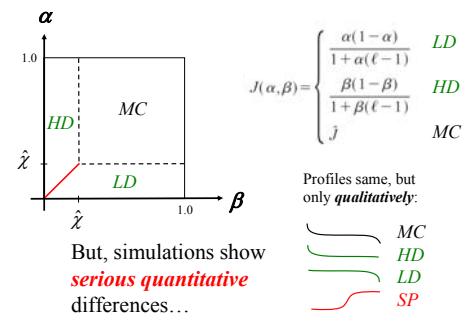 α
1.0
HD
MC
χ̂
LD
χ̂
1.0
β
J(α,β) = { α(1−α) / 1+α(ℓ−1) LD
β(1−β) / 1+β(ℓ−1) HD
ĵ MC
Profiles same, but
only qualitatively:
MC
HD
LD
SP
But, simulations show
serious quantitative
differences…